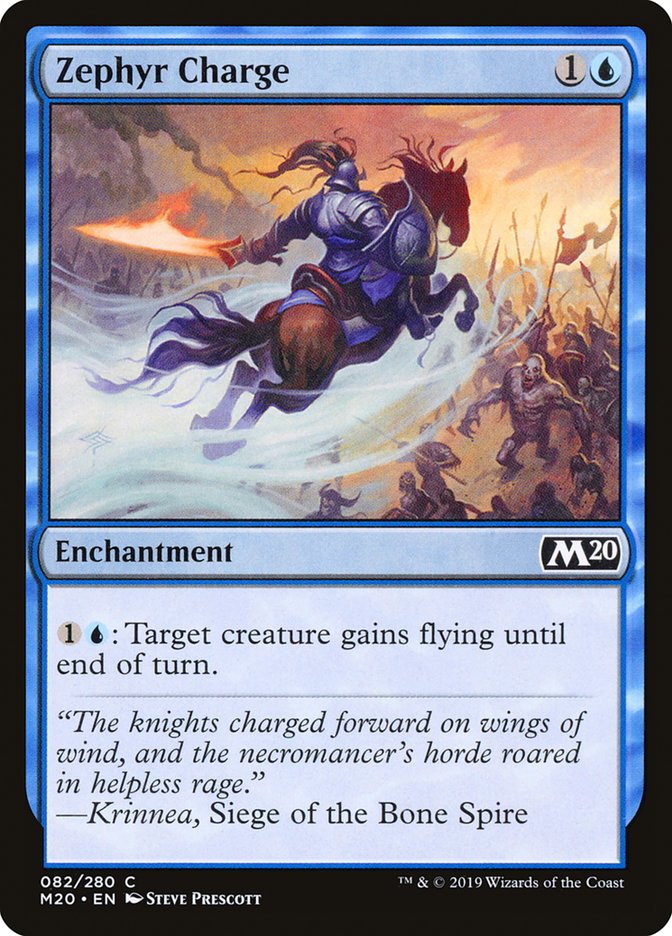 Zephyr Charge 1
Enchantment M20
1: Target creature gains flying until
end of turn.
“The knights charged forward on wings of
wind, and the necromancer’s horde roared
in helpless rage.”
—Krinnea, Siege of the Bone Spire
082/280 C
M20 • EN Steve Prescott
™ & © 2019 Wizards of the Coast